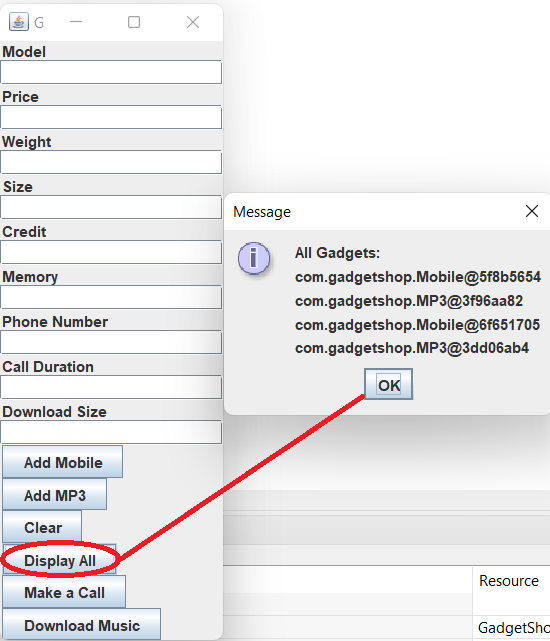 G
Model
Price
Weight
Size
Credit
Memory
Phone Number
Call Duration
Download Size
Add Mobile
Add MP3
Clear
Display All
Make a Call
Download Music
Message
All Gadgets:
com.gadgetshop.Mobile@5f8b5654
com.gadgetshop.MP3@3f96aa82
com.gadgetshop.Mobile@6f651705
com.gadgetshop.MP3@3dd06ab4
OK
Resource
GadgetSho